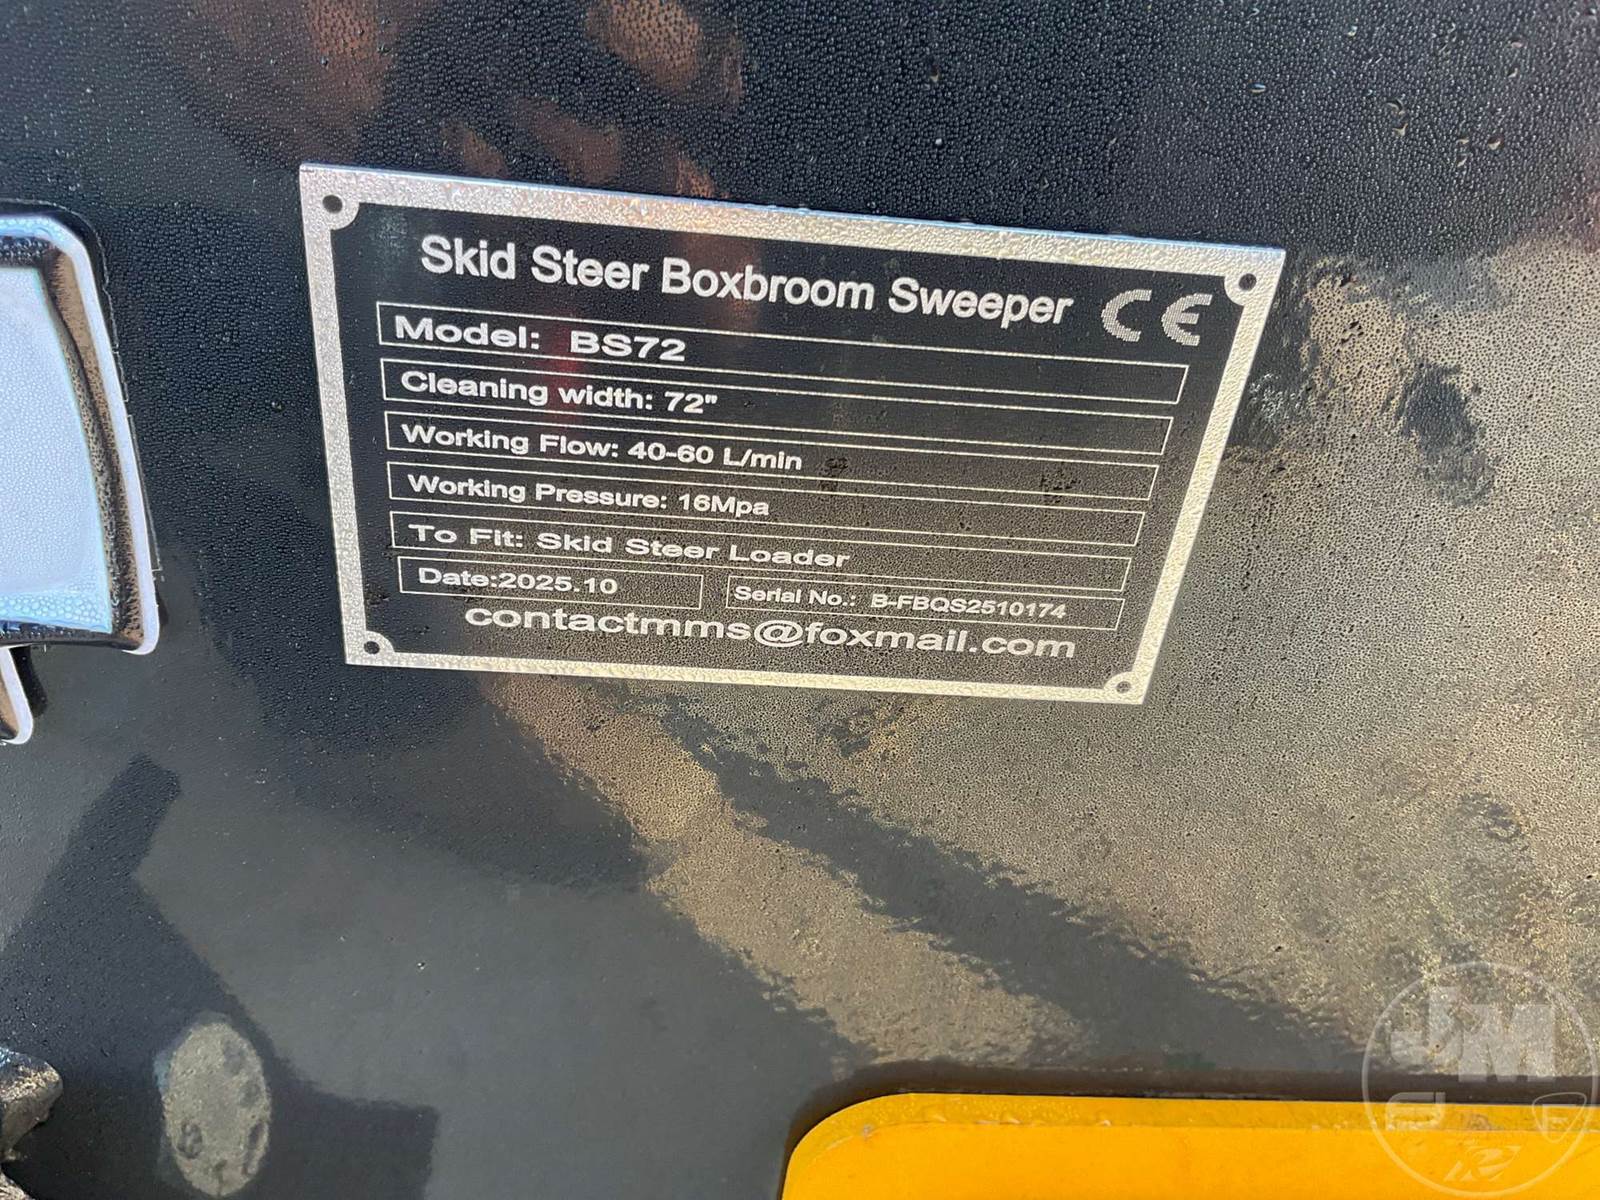 Skid Steer Boxbroom Sweeper CE
Model: BS72
Cleaning width: 72"
Working Flow: 40-60 L/min
Working Pressure: 16Mpa
To Fit: Skid Steer Loader
Date:2025.10 Serial No.: B-FBQS2510174
contactmms@foxmail.com
JM